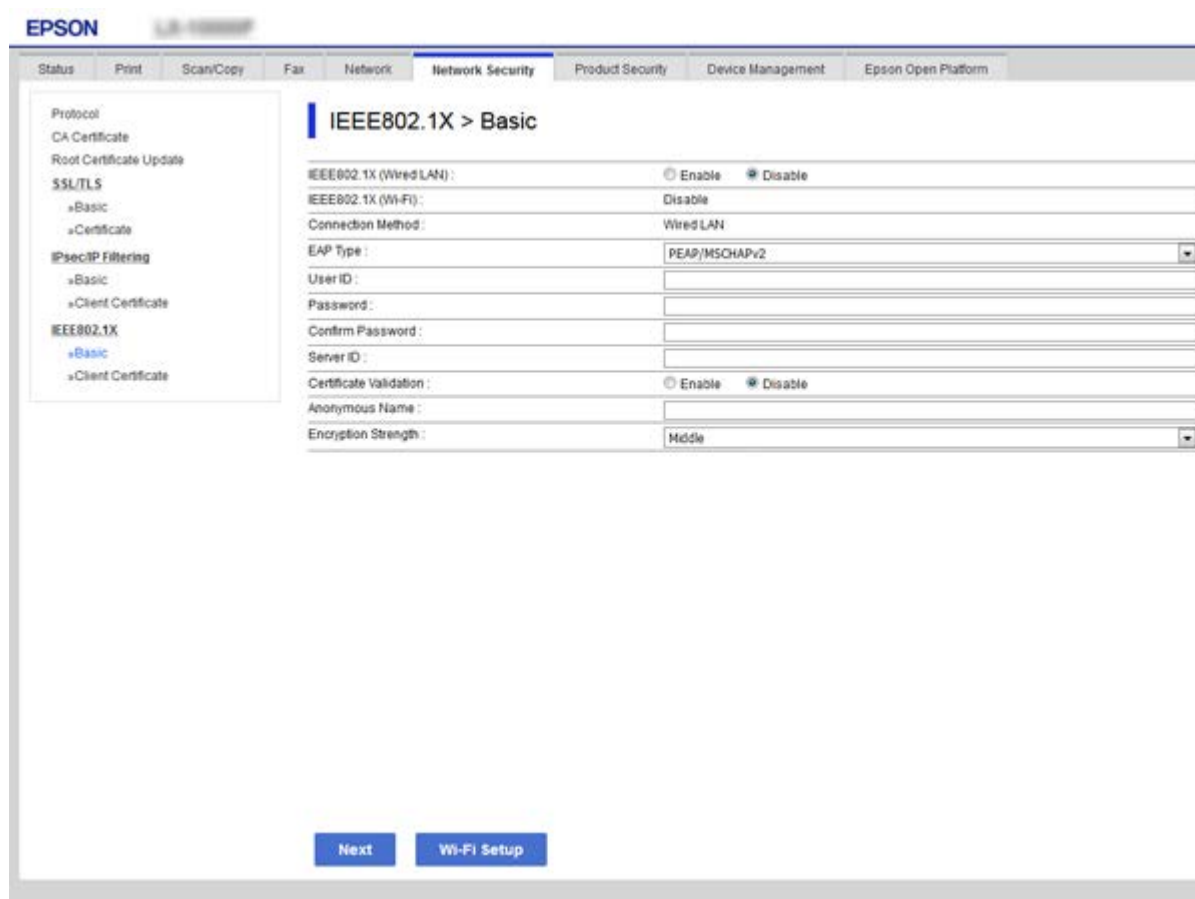 EPSON
Status Print Scan/Copy Fax Network Network Security Product Security Device Management Epson Open Platform
Protocol
CA Certificate
Root Certificate Update
SSL/TLS
»Basic
»Certificate
IPsec/IP Filtering
»Basic
»Client Certificate
IEEE802.1X
»Basic
»Client Certificate
IEEE802.1X > Basic
IEEE802.1X (Wired LAN) : Enable Disable
IEEE802.1X (Wi-Fi) : Disable
Connection Method : Wired LAN
EAP Type : PEAP/MSCHAPv2
User ID :
Password :
Confirm Password :
Server ID :
Certificate Validation : Enable Disable
Anonymous Name :
Encryption Strength : Middle
Next Wi-Fi Setup